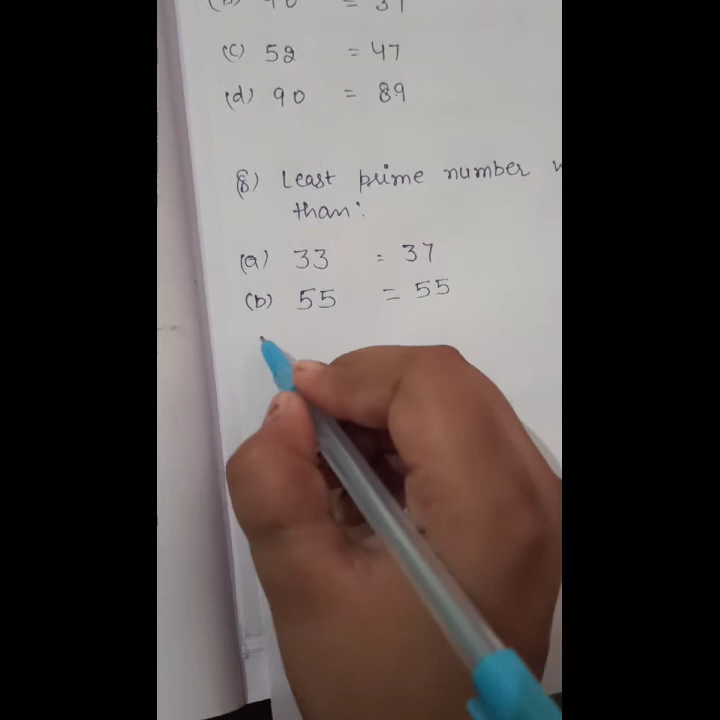 (c) 52 = 47
(d) 90 = 89
(8) Least prime number
than:
(a) 33 = 37
(b) 55 = 55